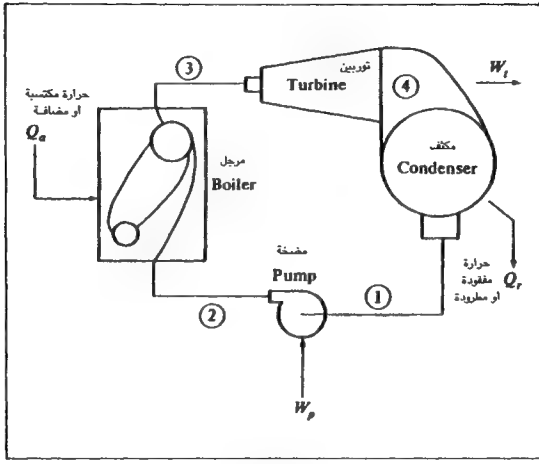 ③
توربين
Turbine
④
W_t
حرارة مكتسبة
او مضافة
Q_a
مرجل
Boiler
مكثف
Condenser
مضخة
Pump
①
②
حرارة
مفقودة
او مطرودة
Q_r
W_p